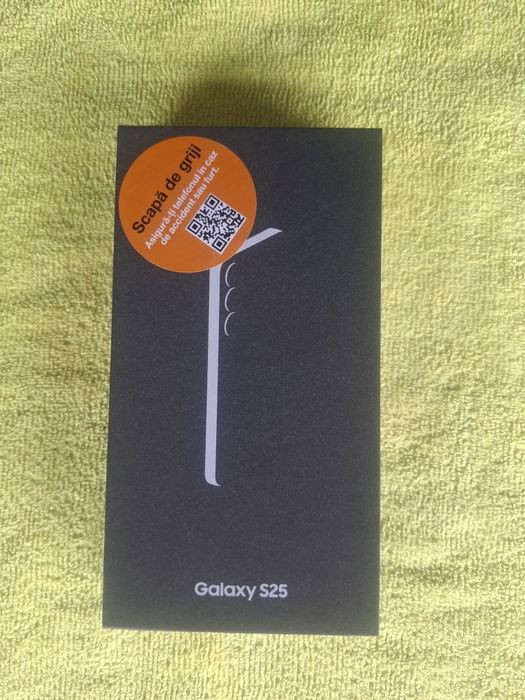 Scapă de griji
Asigură-ți telefonul în caz
de accident sau furt.
Galaxy S25